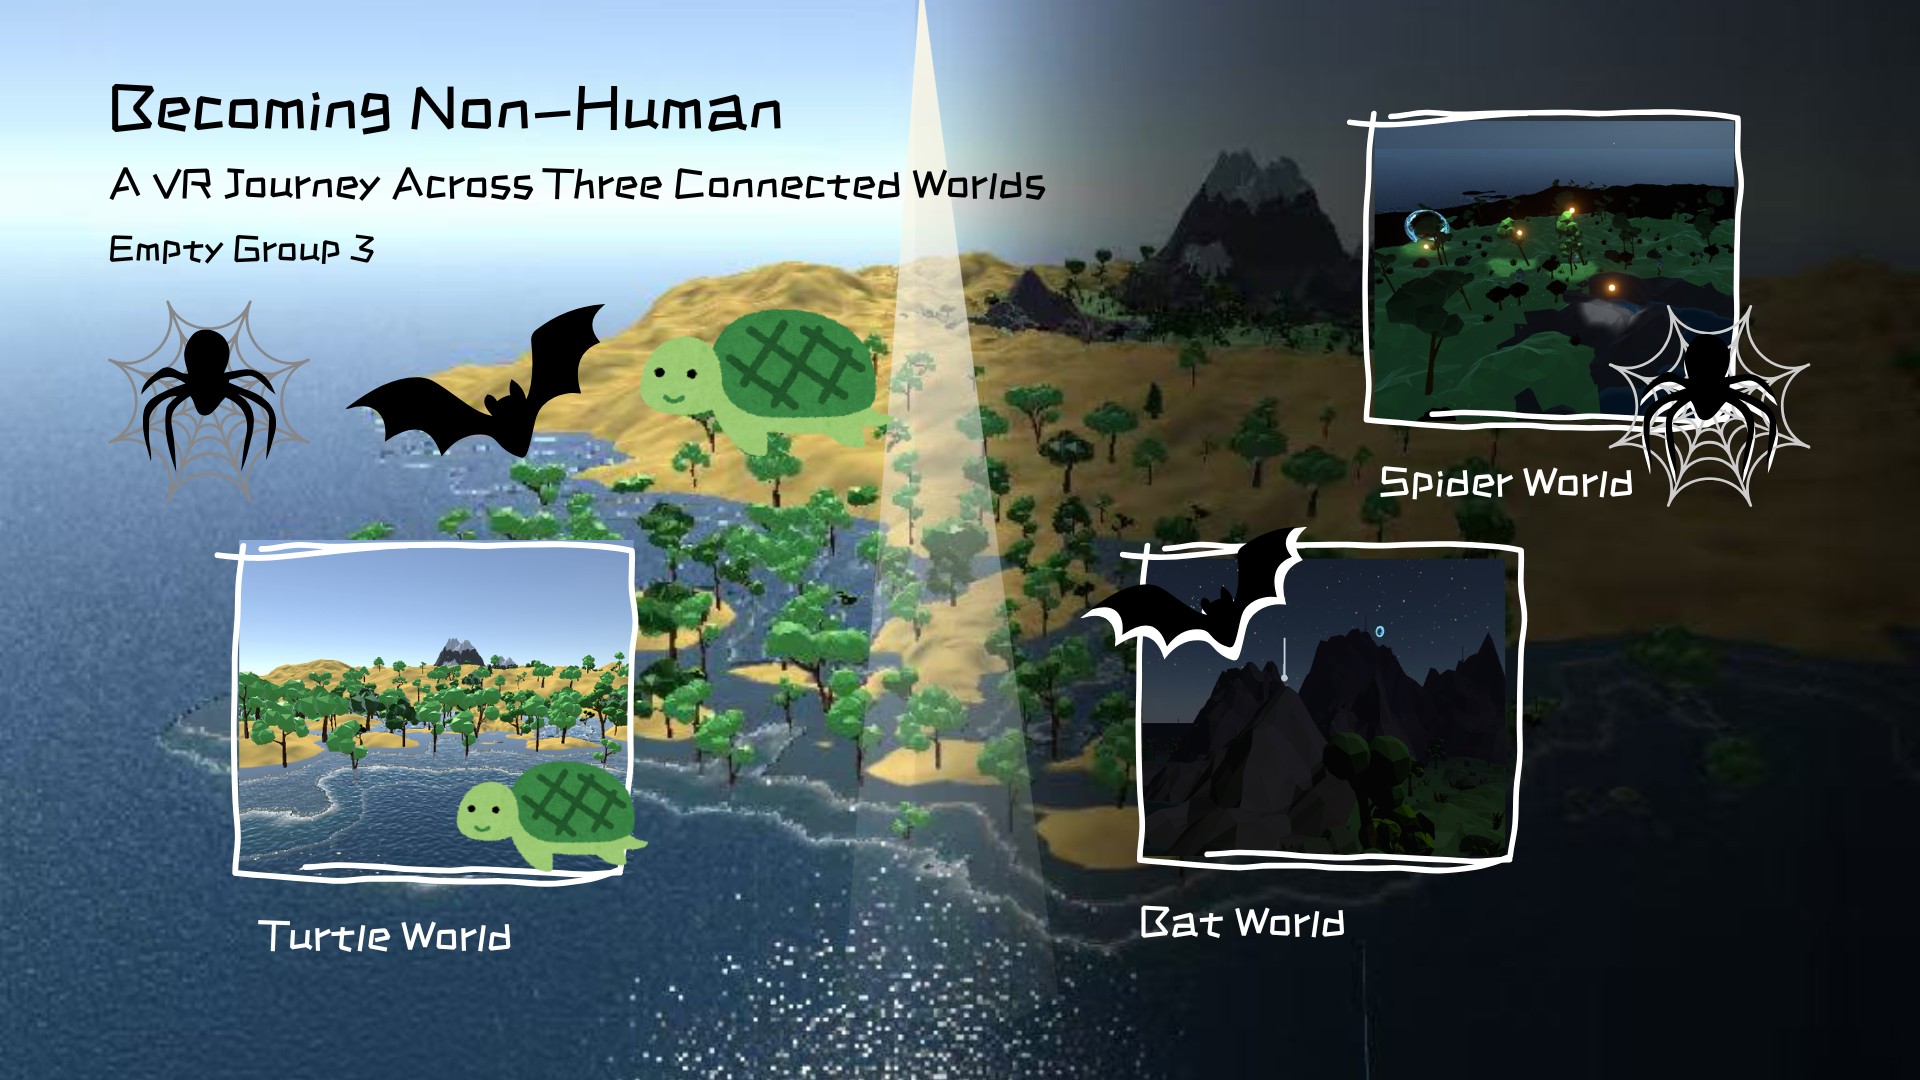 Becoming Non-Human
A VR Journey Across Three Connected Worlds
Empty Group 3
Spider World
Turtle World
Bat World